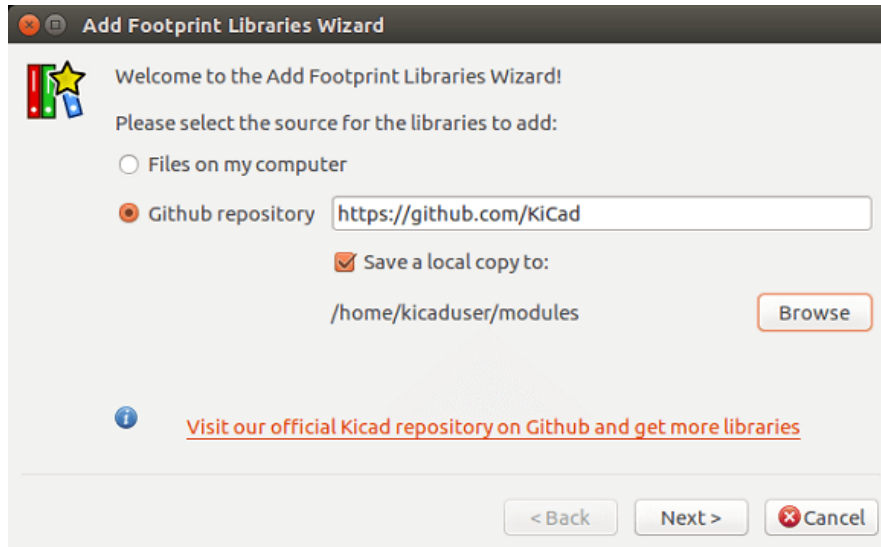 Add Footprint Libraries Wizard
Welcome to the Add Footprint Libraries Wizard!
Please select the source for the libraries to add:
Files on my computer
Github repository https://github.com/KiCad
Save a local copy to:
/home/kicaduser/modules Browse
Visit our official Kicad repository on Github and get more libraries
< Back Next > Cancel